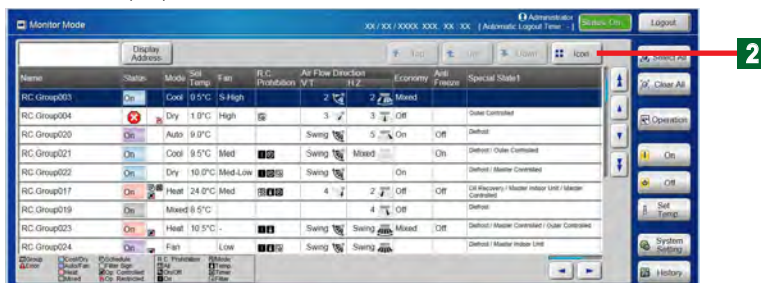 Monitor Mode
XX / XX / XXXX XXX, XX : XX [ Automatic Logout Time : - ]
Administrator
Status: On
Logout
Display Address
Top
Down
Icon
2
Name Status Mode Set Temp. Fan R.C. Prohibition Air Flow Direction V.T. H.Z. Economy Anti Freeze Special State1
RC.Group003 On Cool 9.5°C S-High 2 2 Mixed
RC.Group004 Dry 1.0°C High 3 3 Off Outer Controlled
RC.Group020 On Auto 9.0°C Swing 5 On Off Defrost
RC.Group021 On Cool 9.5°C Med Swing Mixed On Defrost / Outer Controlled
RC.Group022 On Dry 10.0°C Med-Low Swing On Defrost / Master Controlled
RC.Group017 On Heat 24.0°C Med 4 2 Off Off Oil Recovery / Master Indoor Unit / Master Controlled
RC.Group019 On Mixed 8.5°C 4 Off Defrost
RC.Group023 On Heat 10.5°C - Swing Swing Mixed Off Defrost / Master Controlled / Outer Controlled
RC.Group024 On Fan Low Swing Swing Defrost / Master Indoor Unit
Select All
Clear All
Operation
On
Off
Set Temp.
System Setting
History